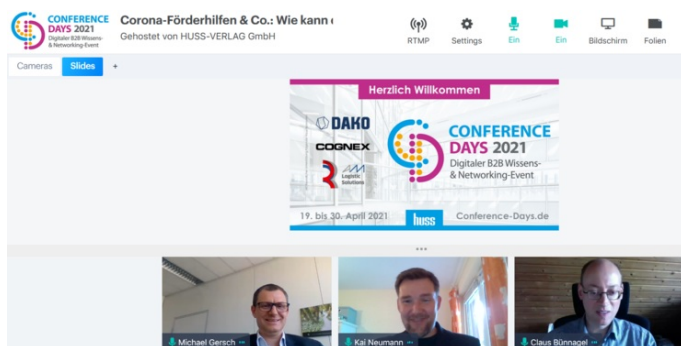 CONFERENCE
DAYS 2021
Digitaler B2B Wissens-
& Networking-Event
Corona-Förderhilfen & Co.: Wie kann
Gehostet von HUSS-VERLAG GmbH
RTMP
Settings
Ein
Ein
Bildschirm
Folien
Cameras
Slides
+
Herzlich Willkommen
DAKO
COGNEX
Logistic
Solutions
CONFERENCE
DAYS 2021
Digitaler B2B Wissens-
& Networking-Event
19. bis 30. April 2021
huss
Conference-Days.de
Michael Gersch
Kai Neumann
Claus Bünnagel